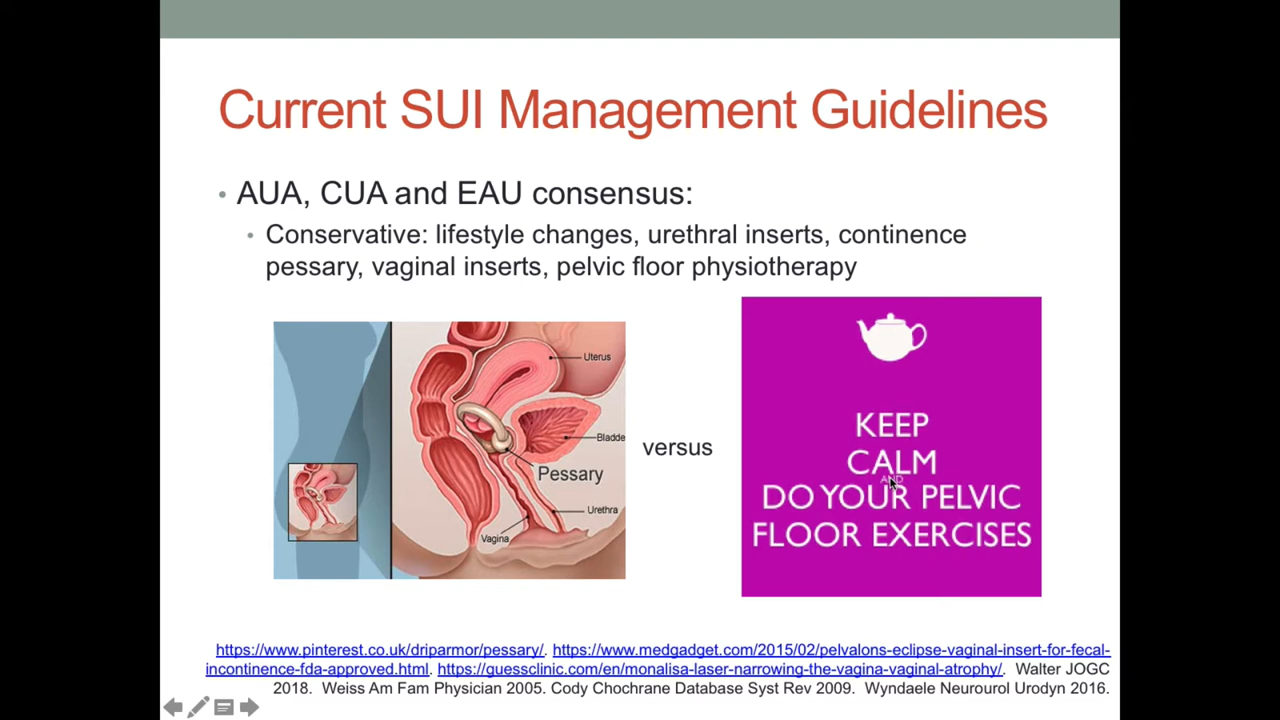 Current SUI Management Guidelines
• AUA, CUA and EAU consensus:
• Conservative: lifestyle changes, urethral inserts, continence
pessary, vaginal inserts, pelvic floor physiotherapy
Uterus
Bladde
Pessary
Urethra
Vagina
versus
KEEP
CALM
AND
DO YOUR PELVIC
FLOOR EXERCISES
https://www.pinterest.co.uk/driparmor/pessary/. https://www.medgadget.com/2015/02/pelvalons-eclipse-vaginal-insert-for-fecal-
incontinence-fda-approved.html. https://guessclinic.com/en/monalisa-laser-narrowing-the-vagina-vaginal-atrophy/. Walter JOGC
2018. Weiss Am Fam Physician 2005. Cody Chochrane Database Syst Rev 2009. Wyndaele Neurourol Urodyn 2016.